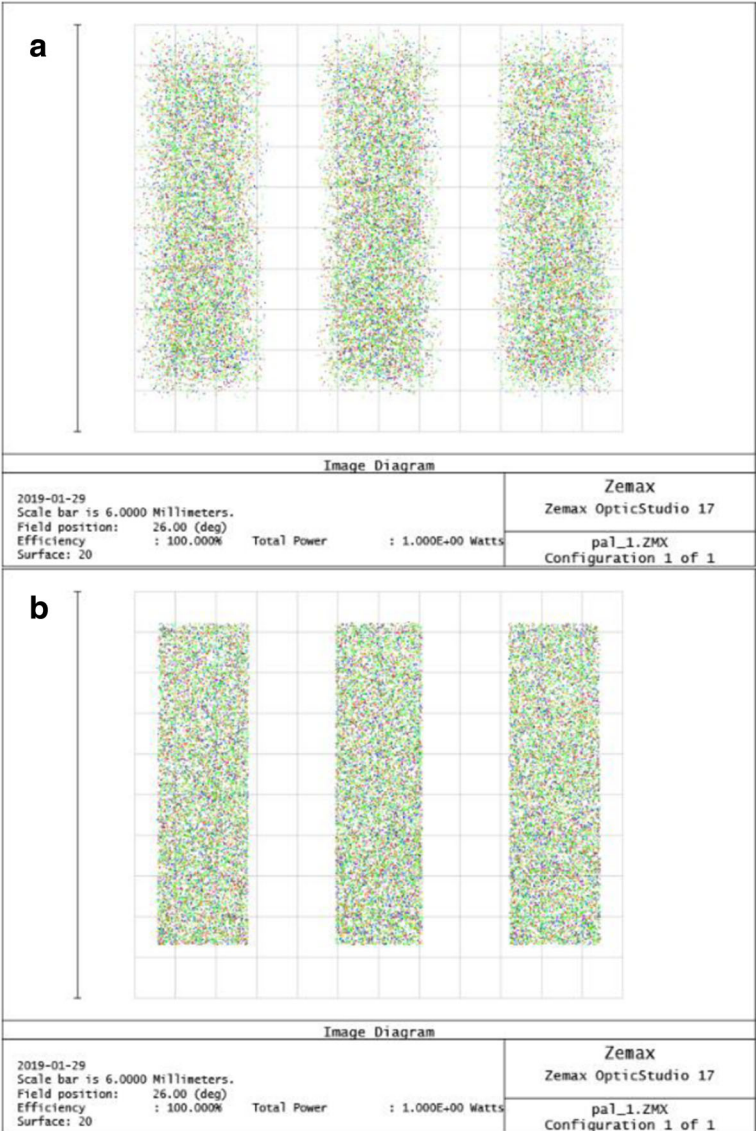 a
Image Diagram
2019-01-29
Scale bar is 6.0000 Millimeters.
Field position: 26.00 (deg)
Efficiency : 100.000% Total Power : 1.000E+00 Watts
Surface: 20
Zemax
Zemax OpticStudio 17
pal_1.ZMX
Configuration 1 of 1
b
Image Diagram
2019-01-29
Scale bar is 6.0000 Millimeters.
Field position: 26.00 (deg)
Efficiency : 100.000% Total Power : 1.000E+00 Watts
Surface: 20
Zemax
Zemax OpticStudio 17
pal_1.ZMX
Configuration 1 of 1